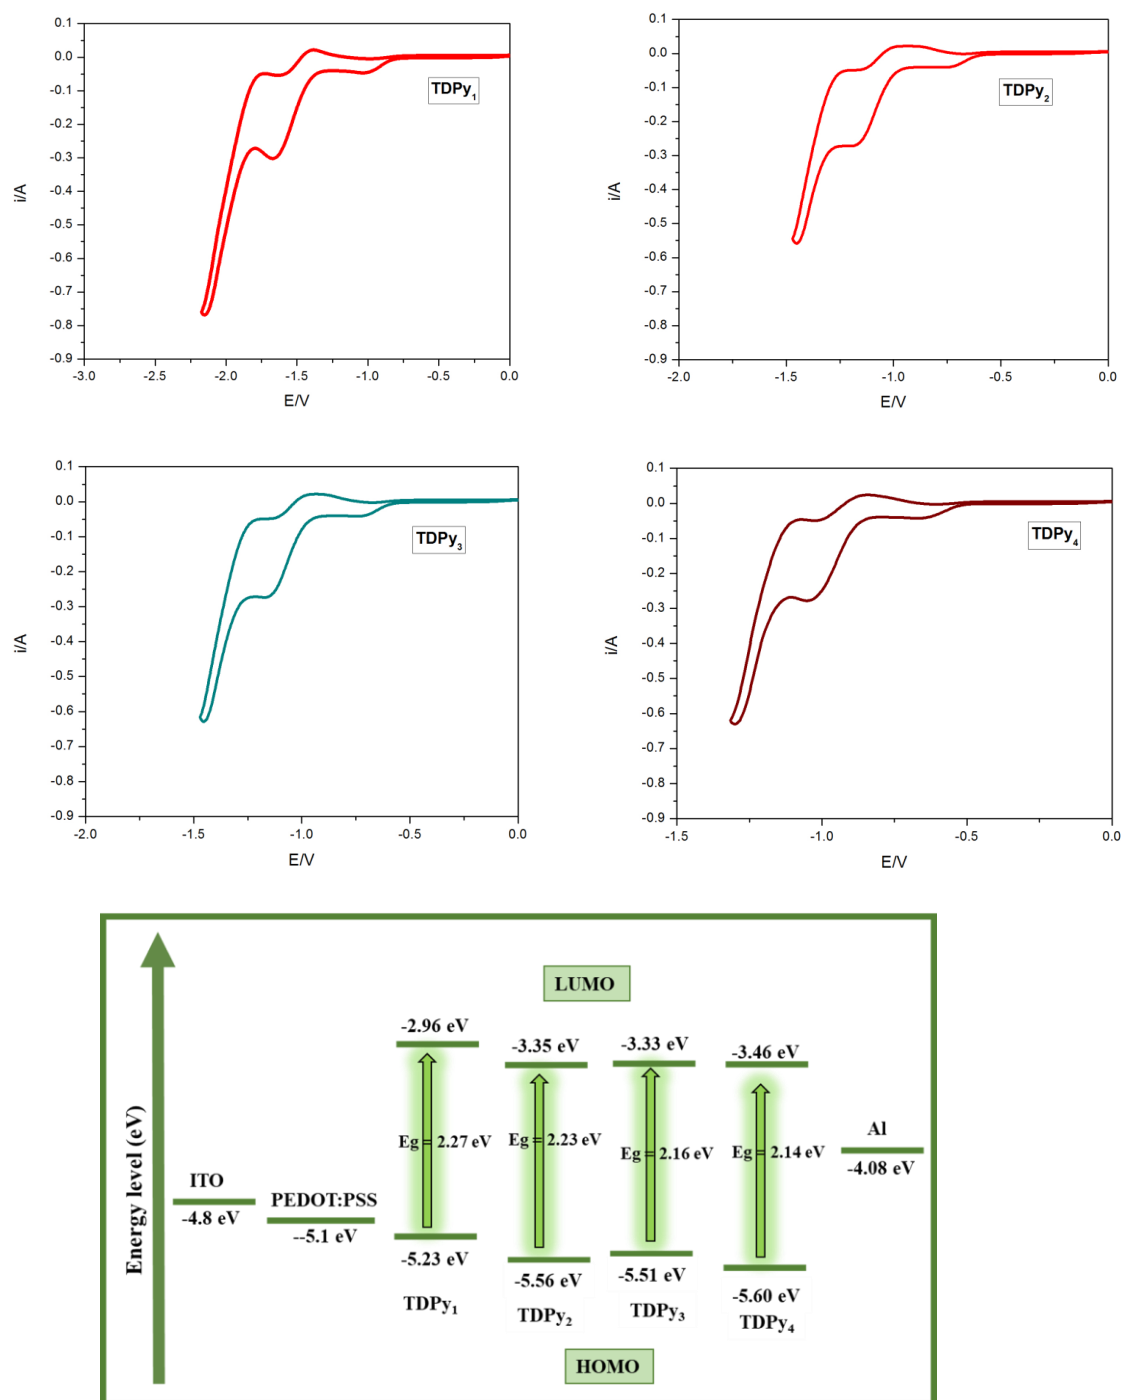 0.1
0.0
-0.1
-0.2
-0.3
-0.4
-0.5
-0.6
-0.7
-0.8
-0.9
i/A
-3.0 -2.5 -2.0 -1.5 -1.0 -0.5 0.0
E/V
TDPy1
0.1
0.0
-0.1
-0.2
-0.3
-0.4
-0.5
-0.6
-0.7
-0.8
-0.9
i/A
-2.0 -1.5 -1.0 -0.5 0.0
E/V
TDPy2
0.1
0.0
-0.1
-0.2
-0.3
-0.4
-0.5
-0.6
-0.7
-0.8
-0.9
i/A
-2.0 -1.5 -1.0 -0.5 0.0
E/V
TDPy3
0.1
0.0
-0.1
-0.2
-0.3
-0.4
-0.5
-0.6
-0.7
-0.8
-0.9
i/A
-1.5 -1.0 -0.5 0.0
E/V
TDPy4
Energy level (eV)
LUMO
-2.96 eV
-3.35 eV
-3.33 eV
-3.46 eV
Eg = 2.27 eV
Eg = 2.23 eV
Eg = 2.16 eV
Eg = 2.14 eV
Al
-4.08 eV
ITO
-4.8 eV
PEDOT:PSS
--5.1 eV
-5.23 eV
-5.56 eV
-5.51 eV
-5.60 eV
TDPy1
TDPy2
TDPy3
TDPy4
HOMO